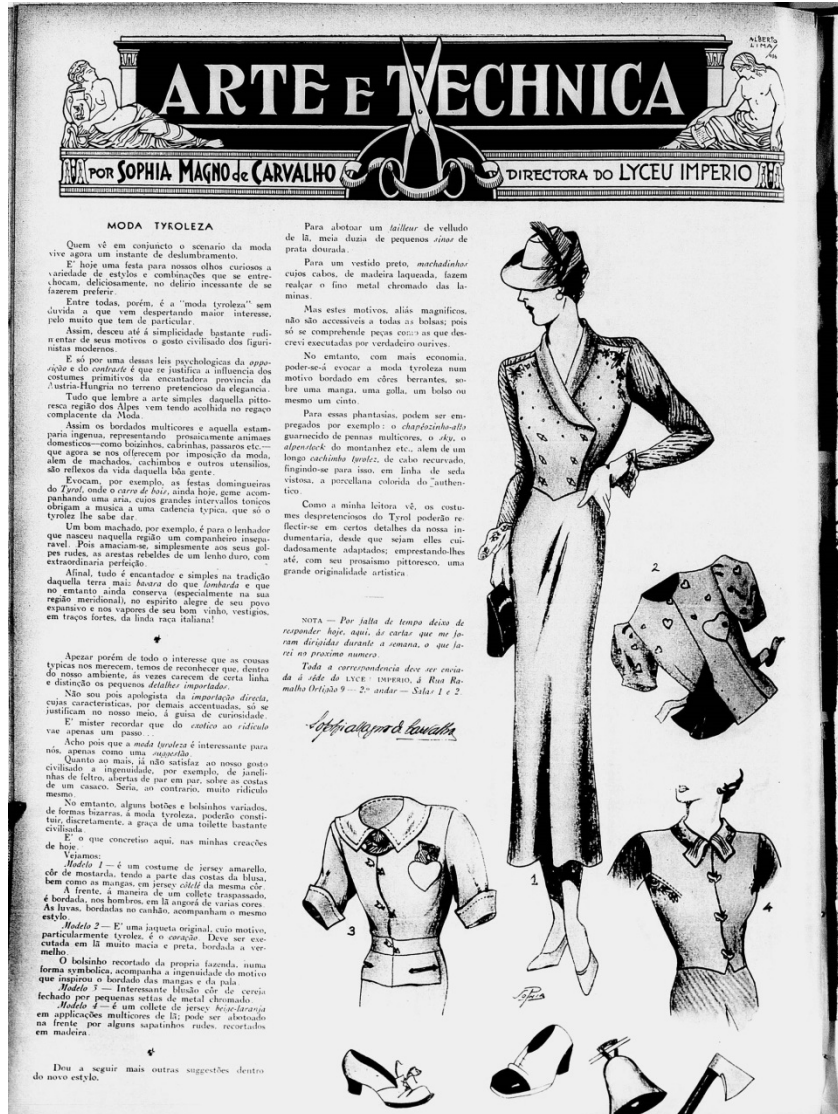 ALBERTO
LIMA
ARTE E TECHNICA
POR SOPHIA MAGNO de CARVALHO
DIRECTORA DO LYCEU IMPERIO
MODA TYROLEZA
Quem vê em conjuncto o scenario da moda
vive agora um instante de deslumbramento.
E' hoje uma festa para nossos olhos curiosos a
variedade de estylos e combinações que se entre-
chocam, deliciosamente, no delirio incessante de se
fazerem preferir.
Entre todas, porém, é a "moda tyroleza" sem
duvida a que vem despertando maior interesse,
pelo muito que tem de particular.
Assim, desceu até á simplicidade bastante rudi-
mentar de seus motivos o gosto civilisado dos figuri-
nistas modernos.
E só por uma dessas leis psychologicas da oppo-
sição e do contraste é que se justifica a influencia dos
costumes primitivos da encantadora provincia da
Austria-Hungria no terreno pretencioso da elegancia.
Tudo que lembre a arte simples daquella pitto-
resca região dos Alpes vem tendo acolhida no regaço
complacente da Moda.
Assim os bordados multicores e aquella estam-
paria ingenua, representando prosaicamente animaes
domesticos—como boizinhos, cabrinhas, passaros etc.—
que agora se nos offerecem por imposição da moda,
alem de machados, cachimbos e outros utensilios,
são reflexos da vida daquella bôa gente.
Evocam, por exemplo, as festas domingueiras
do Tyrol, onde o carro de bois, ainda hoje, geme acom-
panhando uma aria, cujos grandes intervallos tonicos
obrigam a musica a uma cadencia typica, que só o
tyrolez lhe sabe dar.
Um bom machado, por exemplo, é para o lenhador
que nasceu naquella região um companheiro insepa-
ravel. Pois amaciam-se, simplesmente aos seus gol-
pes rudes, as arestas rebeldes de um lenho duro, com
extraordinaria perfeição.
Afinal, tudo é encantador e simples na tradição
daquella terra mais bavara do que lombarda e que
no emtanto ainda conserva (especialmente na sua
região meridional), no espirito alegre de seu povo
expansivo e nos vapores de seu bom vinho, vestigios,
em traços fortes, da linda raça italiana!
Apezar porém de todo o interesse que as cousas
typicas nos merecem, temos de reconhecer que, dentro
do nosso ambiente, ás vezes carecem de certa linha
e distinção os pequenos detalhes importados.
Não sou pois apologista da importação directa,
cujas caracteristicas, por demais accentuadas, só se
justificam no nosso meio, á guisa de curiosidade.
E' mister recordar que do exotico ao ridiculo
vae apenas um passo...
Acho pois que a moda tyroleza é interessante para
nós, apenas como uma suggestão.
Quanto ao mais, já não satisfaz ao nosso gosto
civilisado a ingenuidade, por exemplo, de janeli-
nhas de feltro, abertas de par em par, sobre as costas
de um casaco. Seria, ao contrario, muito ridiculo
mesmo.
No emtanto, alguns botões e bolsinhos variados,
de formas bizarras, á moda tyroleza, poderão consti-
tuir, discretamente, a graça de uma toilette bastante
civilisada.
E' o que concretiso aqui, nas minhas creações
de hoje.
Vejamos:
Modelo 1 — é um costume de jersey amarello,
côr de mostarda, tendo a parte das costas da blusa,
bem como as mangas, em jersey côtelé da mesma côr.
A frente, á maneira de um collete traspassado,
é bordada, nos hombros, em lã angorá de varias cores.
As luvas, bordadas no canhão, acompanham o mesmo
estylo.
Modelo 2 — E' uma jaqueta original, cujo motivo,
particularmente tyrolez, é o coração. Deve ser exe-
cutada em lã muito macia e preta, bordada a ver-
melho.
O bolsinho recortado da propria fazenda, numa
forma symbolica, acompanha a ingenuidade do motivo
que inspirou o bordado das mangas e da pala.
Modelo 3 — Interessante blusão côr de cereja
fechado por pequenas settas de metal chromado.
Modelo 4 — é um collete de jersey beige-laranja
em applicações multicores de lã; pode ser abotoado
na frente por alguns sapatinhos rudes, recortados
em madeira.
Dou a seguir mais outras suggestões dentro
do novo estylo.
Para abotoar um tailleur de velludo
de lã, meia duzia de pequenos sinos de
prata dourada.
Para um vestido preto, machadinhos
cujos cabos, de madeira laqueada, fazem
realçar o fino metal chromado das la-
minas.
Mas estes motivos, aliás magnificos,
não são accessiveis a todas as bolsas; pois
só se comprehende peças como as que des-
crevi executadas por verdadeiro ourives.
No entanto, com mais economia,
poder-se-á evocar a moda tyroleza num
motivo bordado em côres berrantes, so-
bre uma manga, uma golla, um bolso ou
mesmo um cinto.
Para essas phantasias, podem ser em-
pregados por exemplo: o chapéozinho-alto
guarnecido de pennas multicores, o sky, o
alpenstock do montanhez etc., alem de um
longo cachimbo tyrolez, de cabo recurvado,
fingindo-se para isso, em linha de seda
vistosa, a porcellana colorida do authen-
tico.
Como a minha leitora vê, os costu-
mes despretenciosos do Tyrol poderão re-
flectir-se em certos detalhes da nossa in-
dumentaria, desde que sejam elles cui-
dadosamente adaptados; emprestando-lhes
até, com seu prosaismo pittoresco, uma
grande originalidade artistica.
NOTA — Por falta de tempo deixo de
responder hoje, aqui, ás cartas que me fo-
ram dirigidas durante a semana, o que fa-
rei no proximo numero.
Toda a correspondencia deve ser envia-
da á séde do LYCEU IMPERIO, á Rua Ra-
malho Ortigão 9 — 2.º andar — Salas 1 e 2.
Sophia Magno de Carvalho
1
2
3
4
Sophia